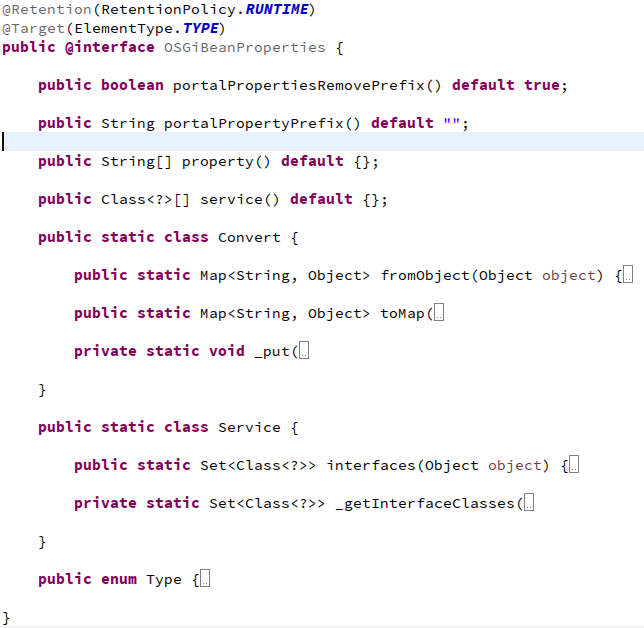 @Retention(RetentionPolicy.RUNTIME)
@Target(ElementType.TYPE)
public @interface OSGiBeanProperties {
public boolean portalPropertiesRemovePrefix() default true;
public String portalPropertyPrefix() default "";
public String[] property() default {};
public Class<?>[] service() default {};
public static class Convert {
public static Map<String, Object> fromObject(Object object) {..
public static Map<String, Object> toMap(..
private static void _put(..
}
public static class Service {
public static Set<Class<?>> interfaces(Object object) {..
private static Set<Class<?>> _getInterfaceClasses(..
}
public enum Type {..
}